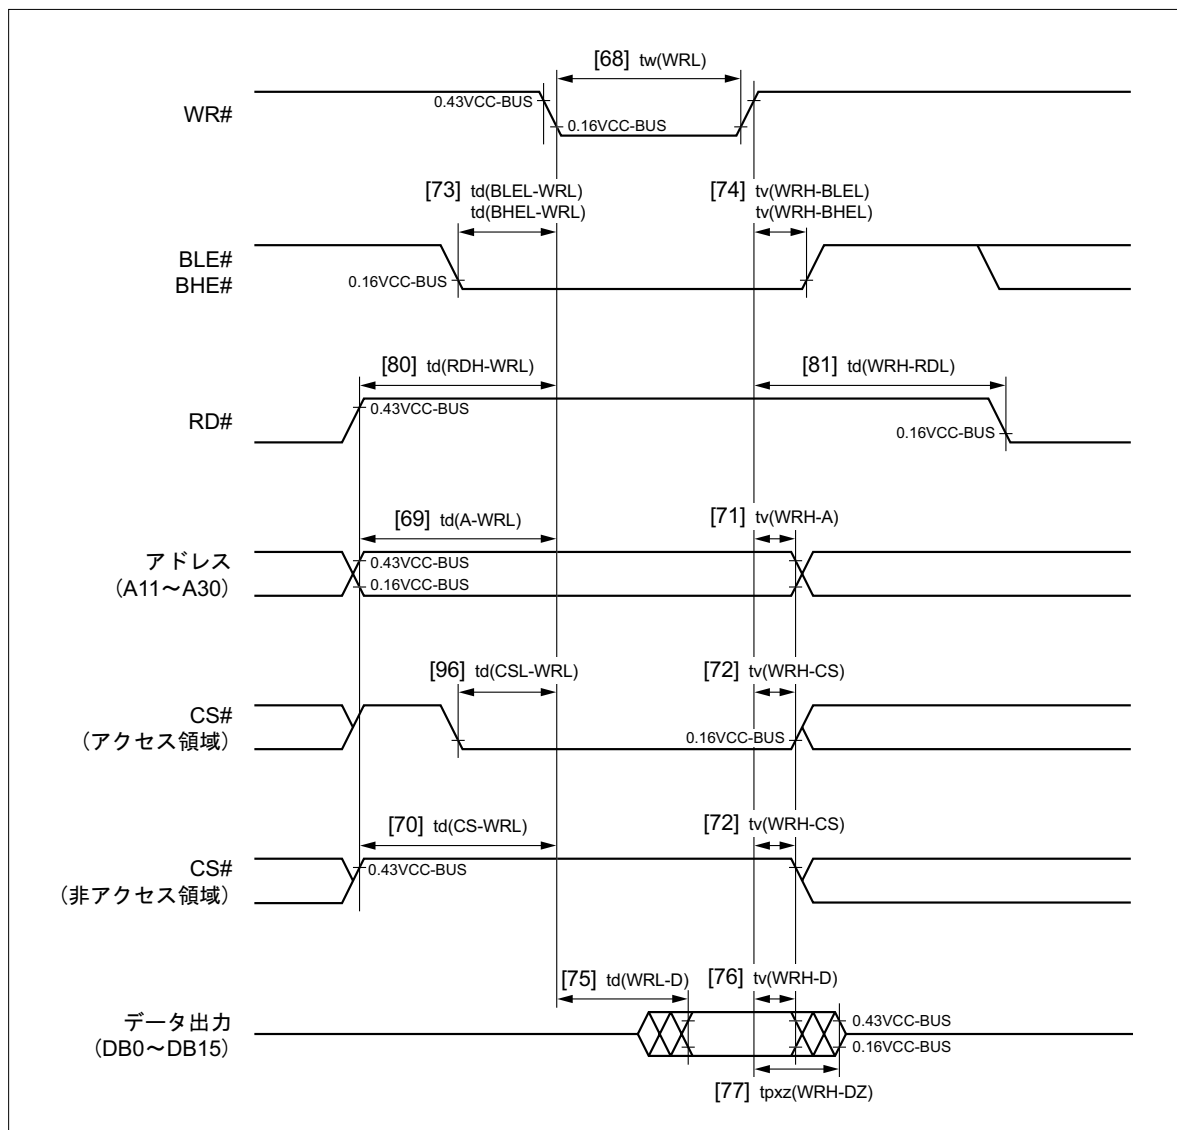 [68] tw(WRL)
0.43VCC-BUS
WR#
0.16VCC-BUS
[73] td(BLEL-WRL)
td(BHEL-WRL)
[74] tv(WRH-BLEL)
tv(WRH-BHEL)
BLE#
BHE#
0.16VCC-BUS
[80] td(RDH-WRL)
[81] td(WRH-RDL)
0.43VCC-BUS
RD#
0.16VCC-BUS
[69] td(A-WRL)
[71] tv(WRH-A)
アドレス
(A11～A30)
0.43VCC-BUS
0.16VCC-BUS
[96] td(CSL-WRL)
[72] tv(WRH-CS)
CS#
(アクセス領域)
0.16VCC-BUS
[70] td(CS-WRL)
[72] tv(WRH-CS)
CS#
(非アクセス領域)
0.43VCC-BUS
[75] td(WRL-D)
[76] tv(WRH-D)
データ出力
(DB0～DB15)
0.43VCC-BUS
0.16VCC-BUS
[77] tpxz(WRH-DZ)